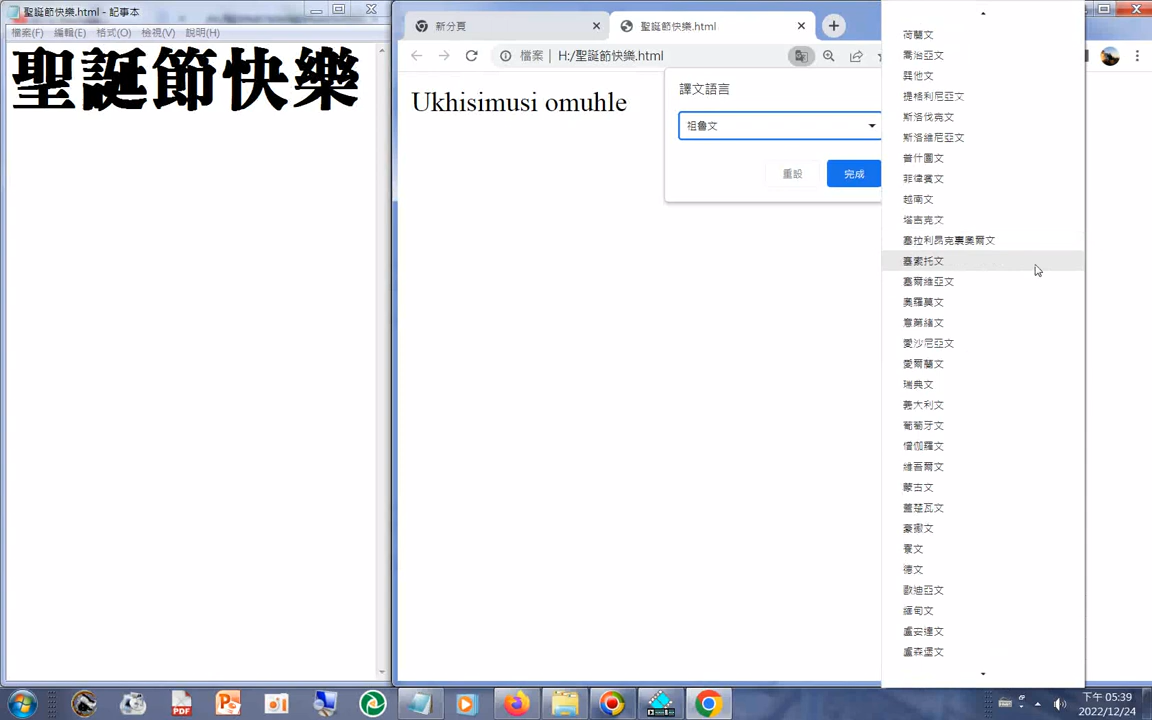 聖誕節快樂.html - 記事本
檔案(F) 編輯(E) 格式(O) 檢視(V) 說明(H)
聖誕節快樂
新分頁
聖誕節快樂.html
檔案 H:/聖誕節快樂.html
Ukhisimusi omuhle
譯文語言
祖魯文
重設
完成
荷蘭文
喬治亞文
巽他文
提格利尼亞文
斯洛伐克文
斯洛維尼亞文
普什圖文
菲律賓文
越南文
塔吉克文
塞拉利昂克裏奧爾文
塞索托文
塞爾維亞文
奧羅莫文
意第緒文
愛沙尼亞文
愛爾蘭文
瑞典文
義大利文
葡萄牙文
僧伽羅文
維吾爾文
蒙古文
蓋楚瓦文
豪撒文
寮文
德文
歐迪亞文
緬甸文
盧安達文
盧森堡文
下午 05:39
2022/12/24